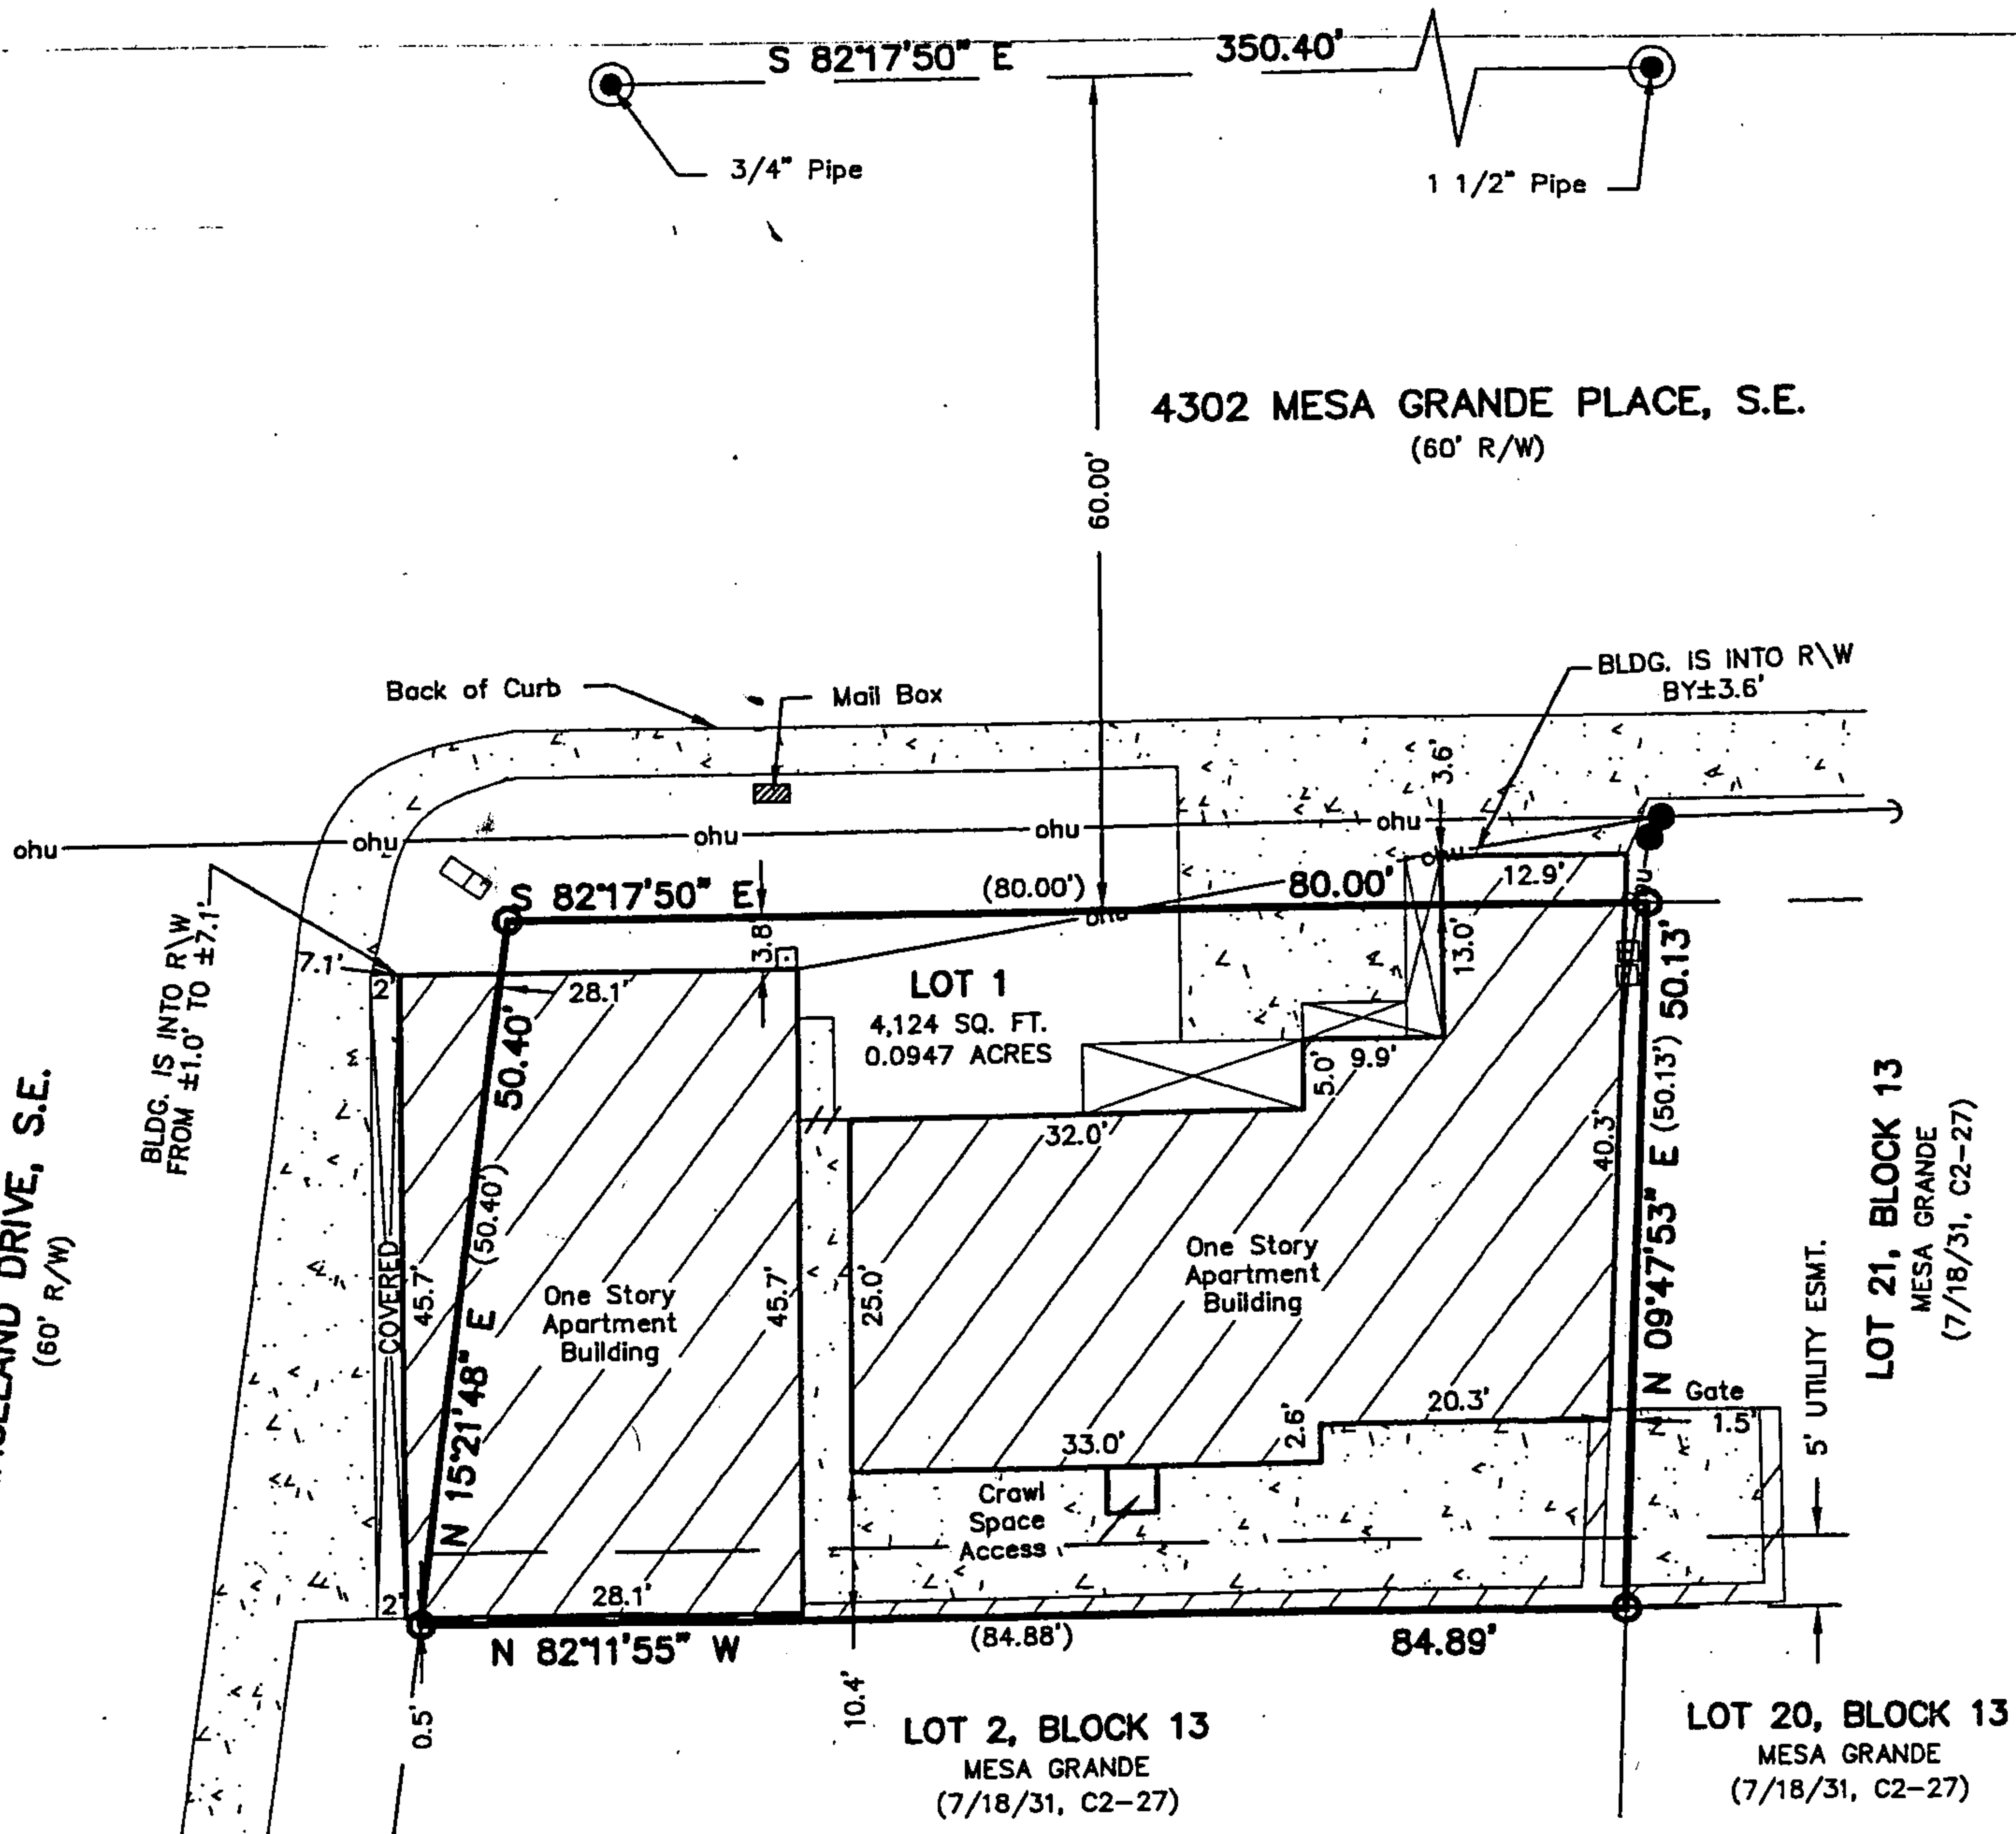 S 82°17'50" E
350.40'
3/4" Pipe
1 1/2" Pipe
4302 MESA GRANDE PLACE, S.E.
(60' R/W)
60.00'
BLDG. IS INTO R\W
BY±3.6'
Back of Curb
Mail Box
3.6'
ohu
ohu
ohu
ohu
ohu
S 82°17'50" E
(80.00')
80.00'
12.9'
ohu
BLDG. IS INTO R\W
FROM ±1.0' TO ±7.1'
7.1'
2'
28.1'
3.8'
13.0'
LOT 1
4,124 SQ. FT.
0.0947 ACRES
50.40'
(50.40')
N 15°21'48" E
5.0'
9.9'
32.0'
40.3'
50.13'
(50.13')
N 09°47'53" E
DRIVE, S.E.
(60' R/W)
COVERED
45.7'
One Story
Apartment
Building
45.7'
25.0'
One Story
Apartment
Building
LOT 21, BLOCK 13
MESA GRANDE
(7/18/31, C2-27)
5' UTILITY ESMT.
Gate
1.5'
20.3'
2.6'
33.0'
Crawl
Space
Access
2'
28.1'
N 82°11'55" W
(84.88')
84.89'
0.5'
10.4'
LOT 2, BLOCK 13
MESA GRANDE
(7/18/31, C2-27)
LOT 20, BLOCK 13
MESA GRANDE
(7/18/31, C2-27)